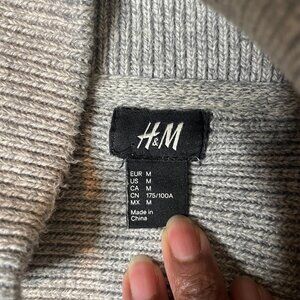 H&M
EUR M
US M
CA M
CN 175/100A
MX M
Made in
China